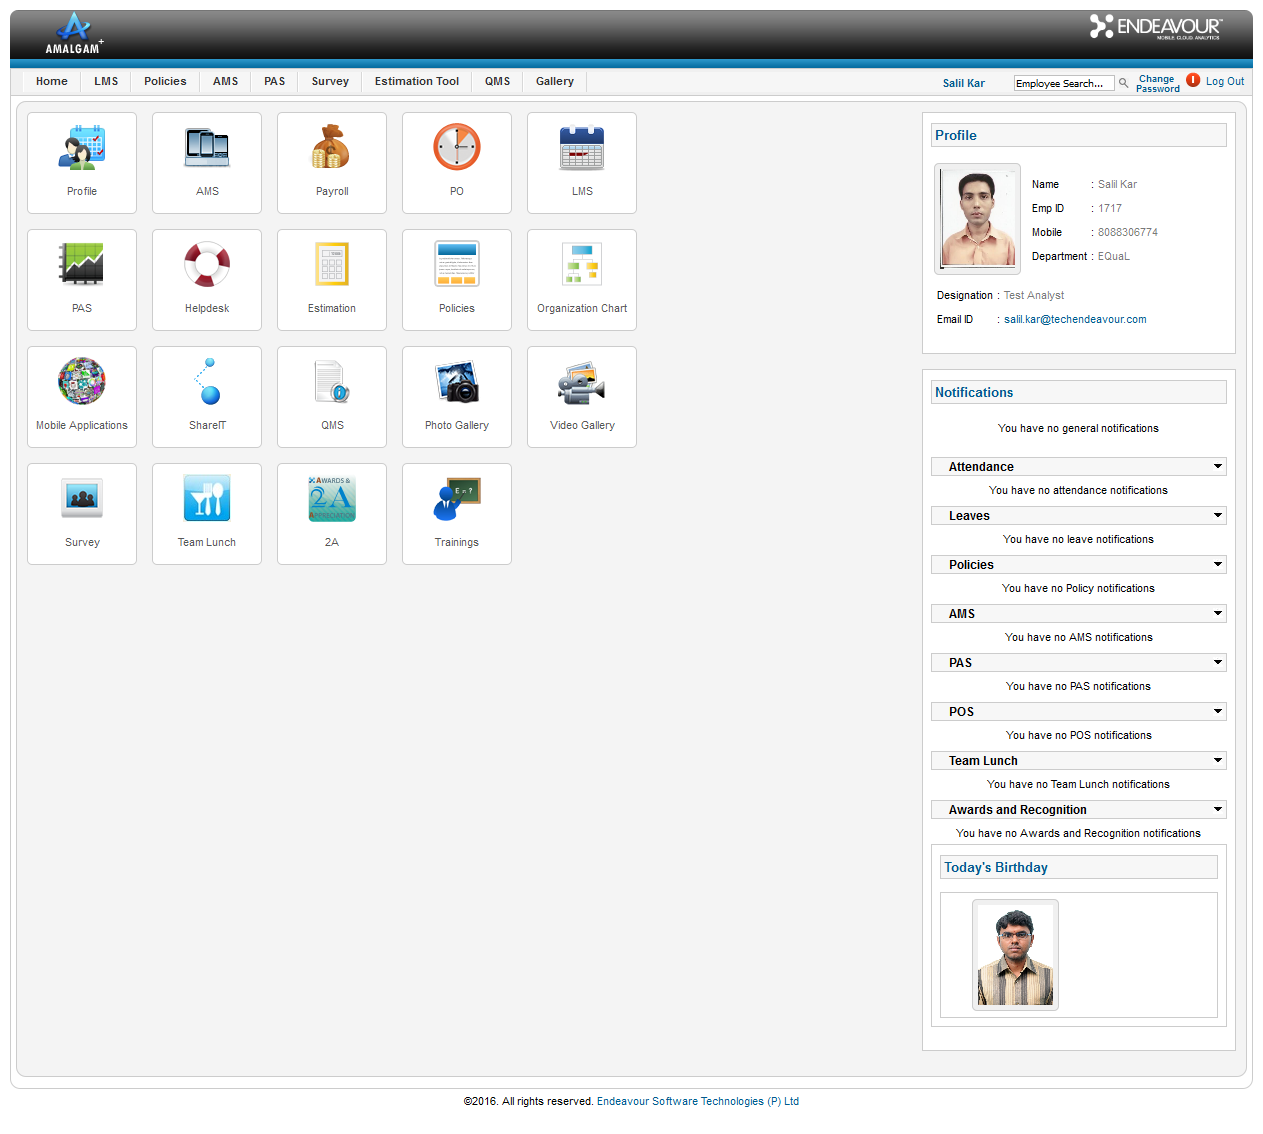 AMALGAM+
ENDEAVOUR
MOBILE CLOUD ANALYTICS
Home LMS Policies AMS PAS Survey Estimation Tool QMS Gallery
Salil Kar Employee Search... Change Password Log Out
Profile AMS Payroll PO LMS
PAS Helpdesk Estimation Policies Organization Chart
Mobile Applications ShareIT QMS Photo Gallery Video Gallery
AWARDS &
2A
APPRECIATION
E = ?
Survey Team Lunch 2A Trainings
Profile
Name : Salil Kar
Emp ID : 1717
Mobile : 8088306774
Department : EQuaL
Designation : Test Analyst
Email ID : salil.kar@techendeavour.com
Notifications
You have no general notifications
Attendance
You have no attendance notifications
Leaves
You have no leave notifications
Policies
You have no Policy notifications
AMS
You have no AMS notifications
PAS
You have no PAS notifications
POS
You have no POS notifications
Team Lunch
You have no Team Lunch notifications
Awards and Recognition
You have no Awards and Recognition notifications
Today's Birthday
©2016. All rights reserved. Endeavour Software Technologies (P) Ltd